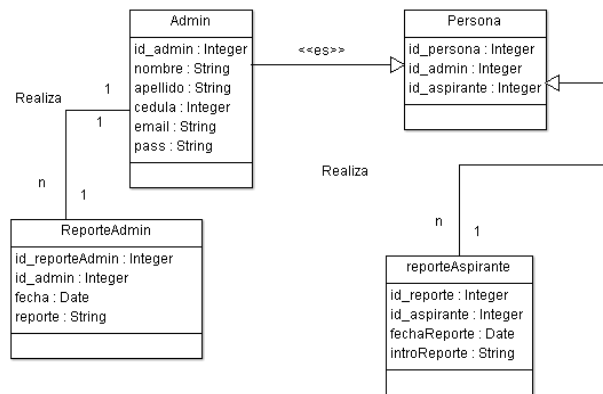 Admin
id_admin : Integer
nombre : String
apellido : String
cedula : Integer
email : String
pass : String
<<es>>
Persona
id_persona : Integer
id_admin : Integer
id_aspirante : Integer
1
Realiza
1
n
1
ReporteAdmin
id_reporteAdmin : Integer
id_admin : Integer
fecha : Date
reporte : String
Realiza
n
1
reporteAspirante
id_reporte : Integer
id_aspirante : Integer
fechaReporte : Date
introReporte : String